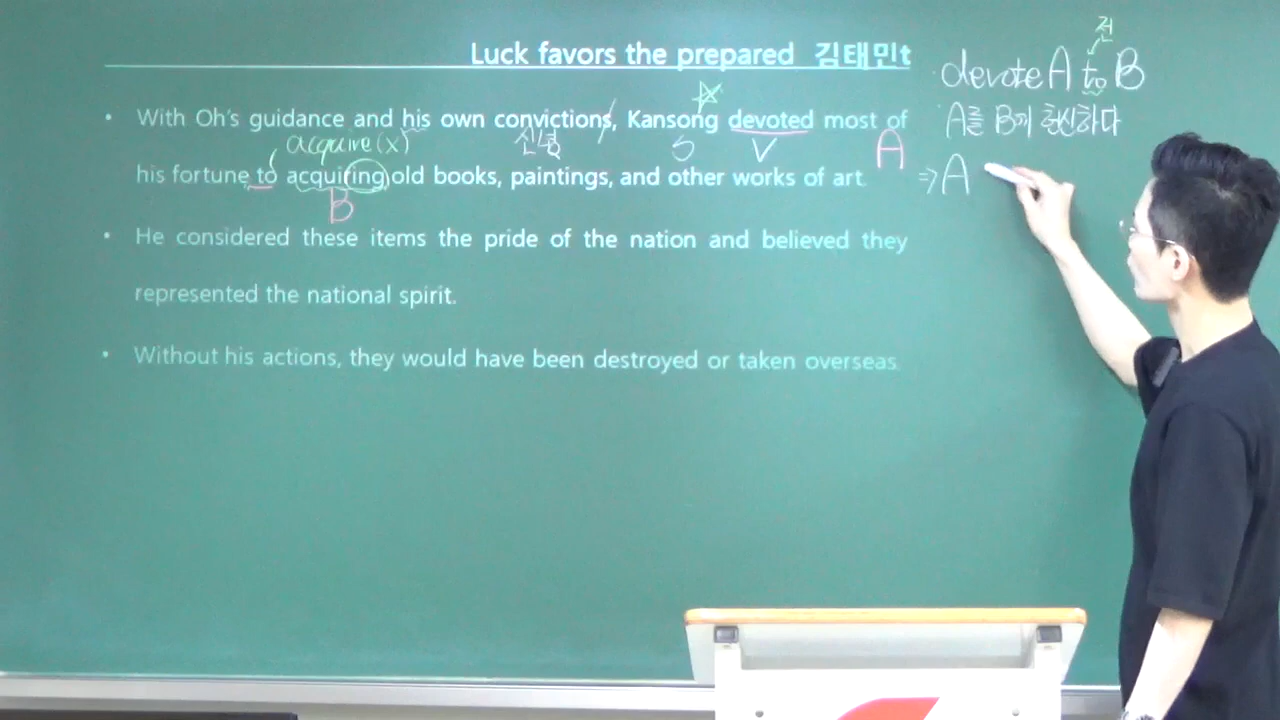 Luck favors the prepared 김태민t
• With Oh's guidance and his own convictions, Kansong devoted most of
acquire(x) 신념 S V A
his fortune to acquiring old books, paintings, and other works of art.
B
• He considered these items the pride of the nation and believed they
represented the national spirit.
• Without his actions, they would have been destroyed or taken overseas.
전
devote A to B
A를 B에 헌신하다
⇒ A